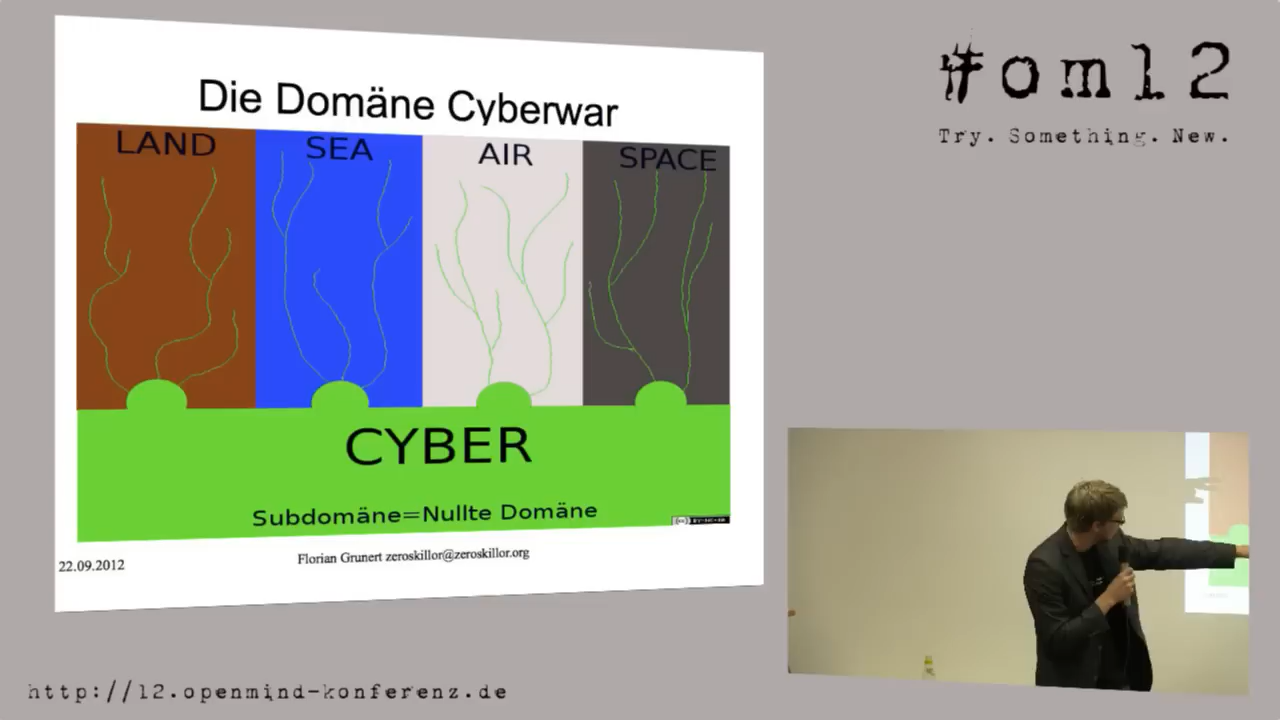 Die Domäne Cyberwar
LAND
SEA
AIR
SPACE
CYBER
Subdomäne=Nullte Domäne
22.09.2012
Florian Grunert zeroskillor@zeroskillor.org
#om12
Try. Something. New.
http://12.openmind-konferenz.de